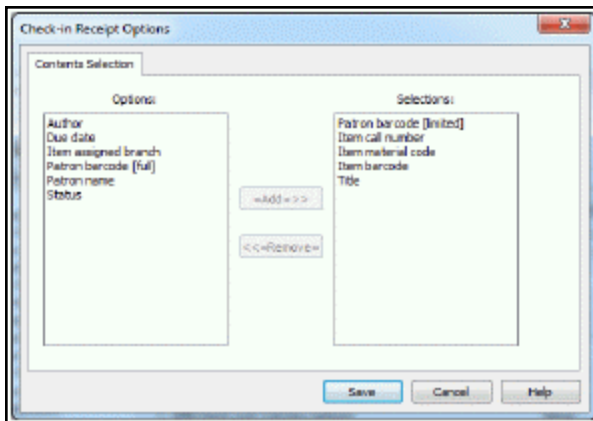 Check-in Receipt Options
Contents Selection
Options:
Selections:
Author
Due date
Item assigned branch
Patron barcode [full]
Patron name
Status
=Add=>>
<<=Remove=
Patron barcode [limited]
Item call number
Item material code
Item barcode
Title
Save
Cancel
Help